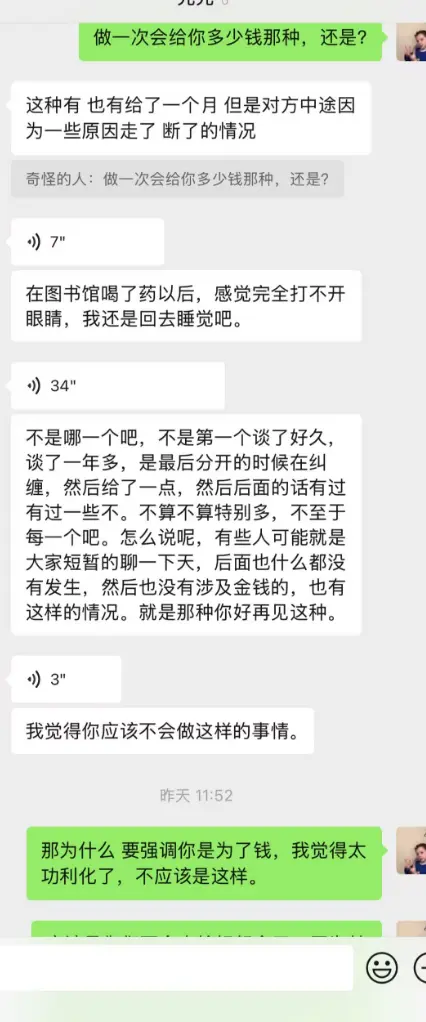 做一次会给你多少钱那种，还是?
这种有 也有给了一个月 但是对方中途因
为一些原因走了 断了的情况
奇怪的人：做一次会给你多少钱那种，还是?
7"
在图书馆喝了药以后，感觉完全打不开
眼睛，我还是回去睡觉吧。
34"
不是哪一个吧，不是第一个谈了好久，
谈了一年多，是最后分开的时候在纠
缠，然后给了一点，然后后面的话有过
有过一些不。不算不算特别多，不至于
每一个吧。怎么说呢，有些人可能就是
大家短暂的聊一下天，后面也什么都没
有发生，然后也没有涉及金钱的，也有
这样的情况。就是那种你好再见这种。
3"
我觉得你应该不会做这样的事情。
昨天 11:52
那为什么 要强调你是为了钱，我觉得太
功利化了，不应该是这样。